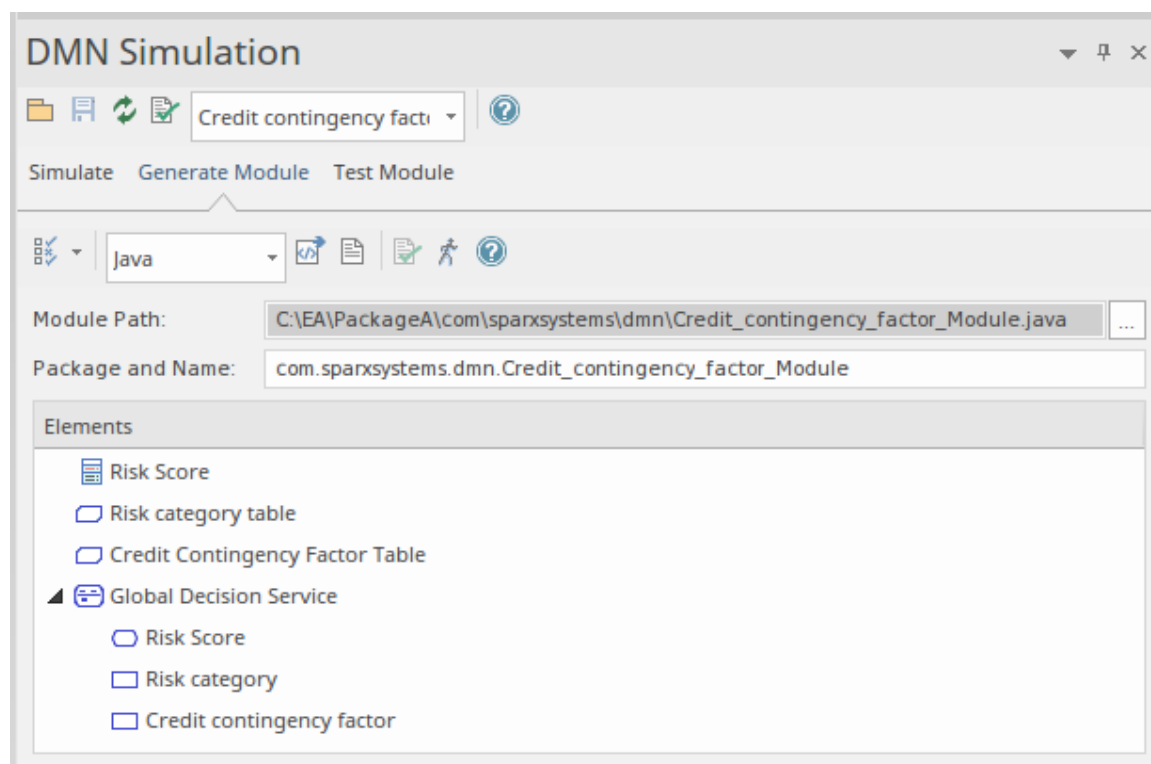 DMN Simulation
Credit contingency fact
Simulate Generate Module Test Module
Java
Module Path: C:\EA\PackageA\com\sparxsystems\dmn\Credit_contingency_factor_Module.java ...
Package and Name: com.sparxsystems.dmn.Credit_contingency_factor_Module
Elements
Risk Score
Risk category table
Credit Contingency Factor Table
Global Decision Service
Risk Score
Risk category
Credit contingency factor